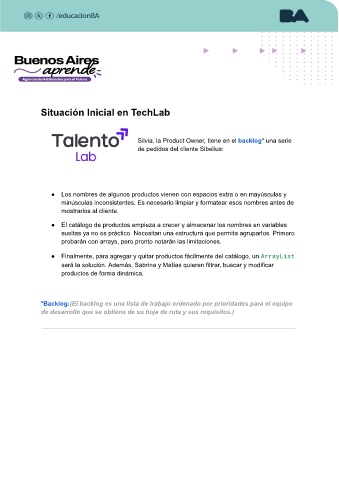 /educacionBA
BA
Buenos Aires
aprende
Agencia de Habilidades para el Futuro
Situación Inicial en TechLab
Talento
Lab
Silvia, la Product Owner, tiene en el backlog* una serie
de pedidos del cliente Sibelius:
● Los nombres de algunos productos vienen con espacios extra o en mayúsculas y
minúsculas inconsistentes. Es necesario limpiar y formatear esos nombres antes de
mostrarlos al cliente.
● El catálogo de productos empieza a crecer y almacenar los nombres en variables
sueltas ya no es práctico. Necesitan una estructura que permita agruparlos. Primero
probarán con arrays, pero pronto notarán las limitaciones.
● Finalmente, para agregar y quitar productos fácilmente del catálogo, un ArrayList
será la solución. Además, Sabrina y Matías quieren filtrar, buscar y modificar
productos de forma dinámica.
*Backlog:(El backlog es una lista de trabajo ordenado por prioridades para el equipo
de desarrollo que se obtiene de su hoja de ruta y sus requisitos.)